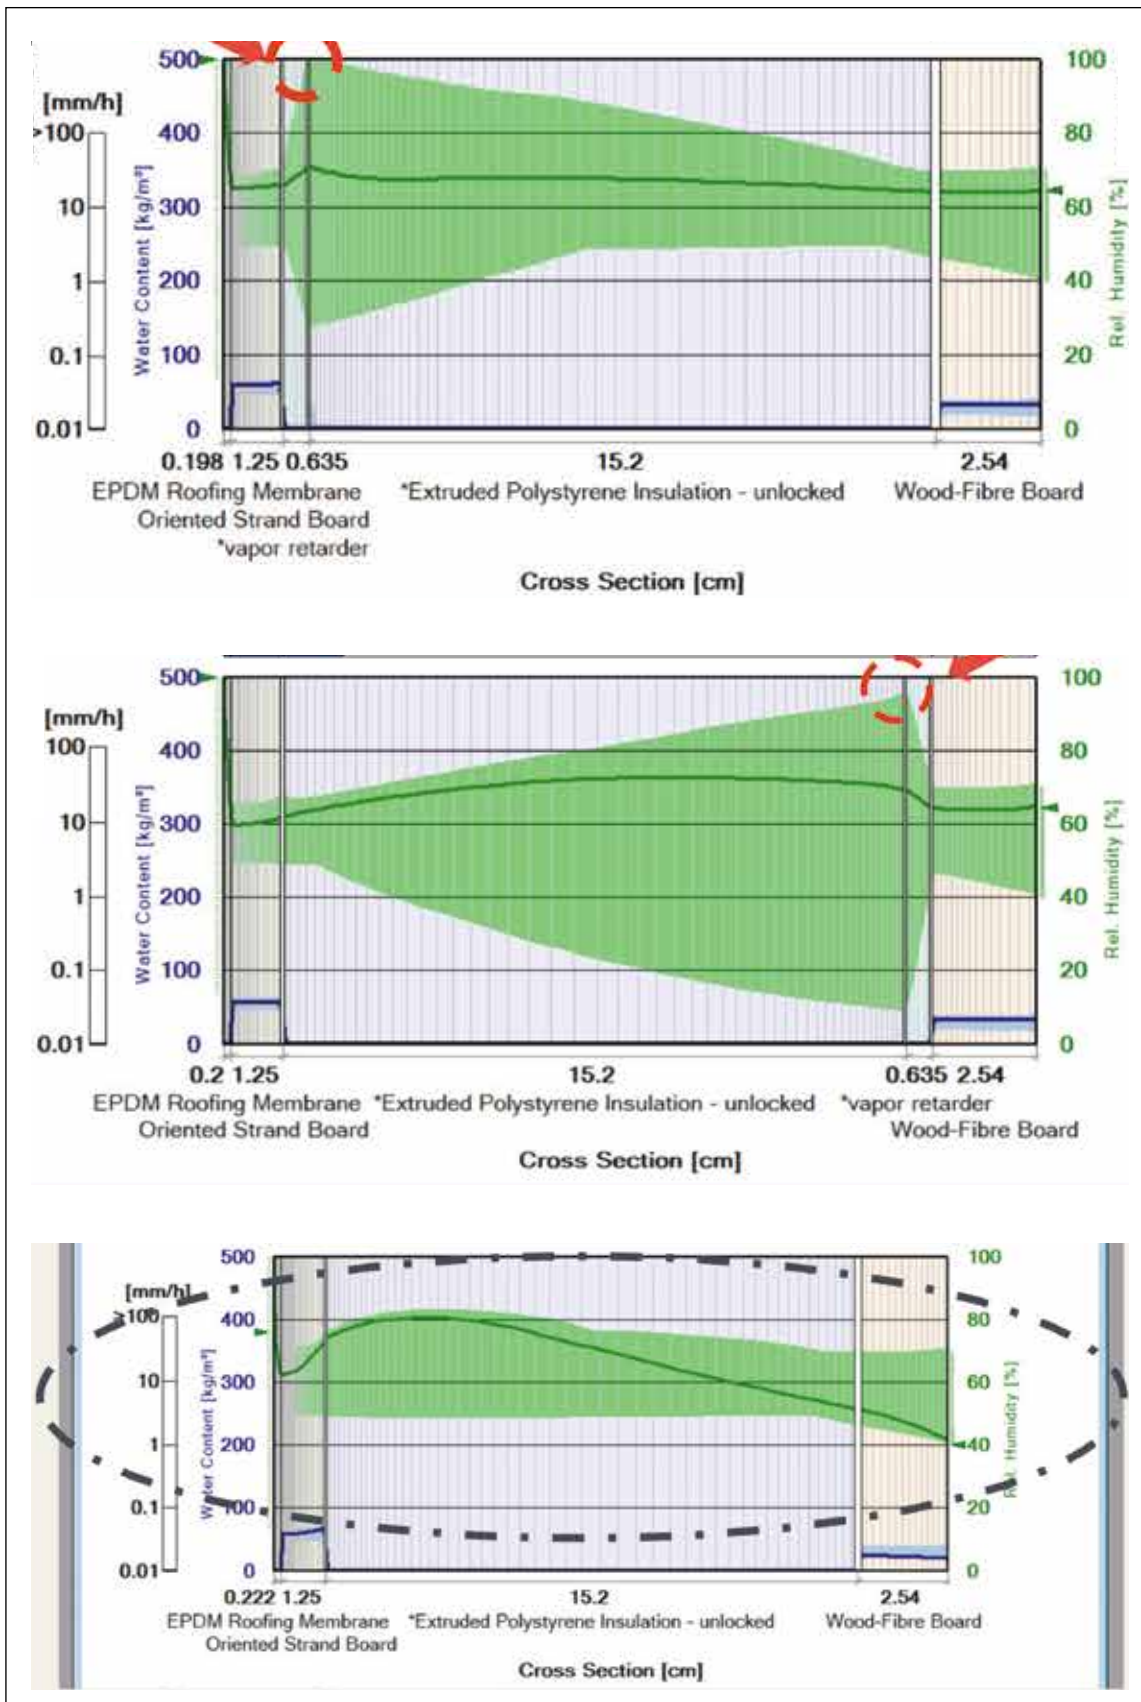 500 100
[mm/h]
>100 400 80
10 300 60
1 200 40
0.1 100 20
0.01 0 0
Water Content [kg/m³]
Rel. Humidity [%]
0.198 1.25 0.635 15.2 2.54
EPDM Roofing Membrane *Extruded Polystyrene Insulation - unlocked Wood-Fibre Board
Oriented Strand Board
*vapor retarder
Cross Section [cm]
500 100
[mm/h]
100 400 80
10 300 60
1 200 40
0.1 100 20
0.01 0 0
Water Content [kg/m³]
Rel. Humidity [%]
0.2 1.25 15.2 0.635 2.54
EPDM Roofing Membrane *Extruded Polystyrene Insulation - unlocked *vapor retarder
Oriented Strand Board Wood-Fibre Board
Cross Section [cm]
500 100
[mm/h]
>100 400 80
10 300 60
1 200 40
0.1 100 20
0.01 0 0
Water Content [kg/m³]
Rel. Humidity [%]
0.222 1.25 15.2 2.54
EPDM Roofing Membrane *Extruded Polystyrene Insulation - unlocked Wood-Fibre Board
Oriented Strand Board
Cross Section [cm]